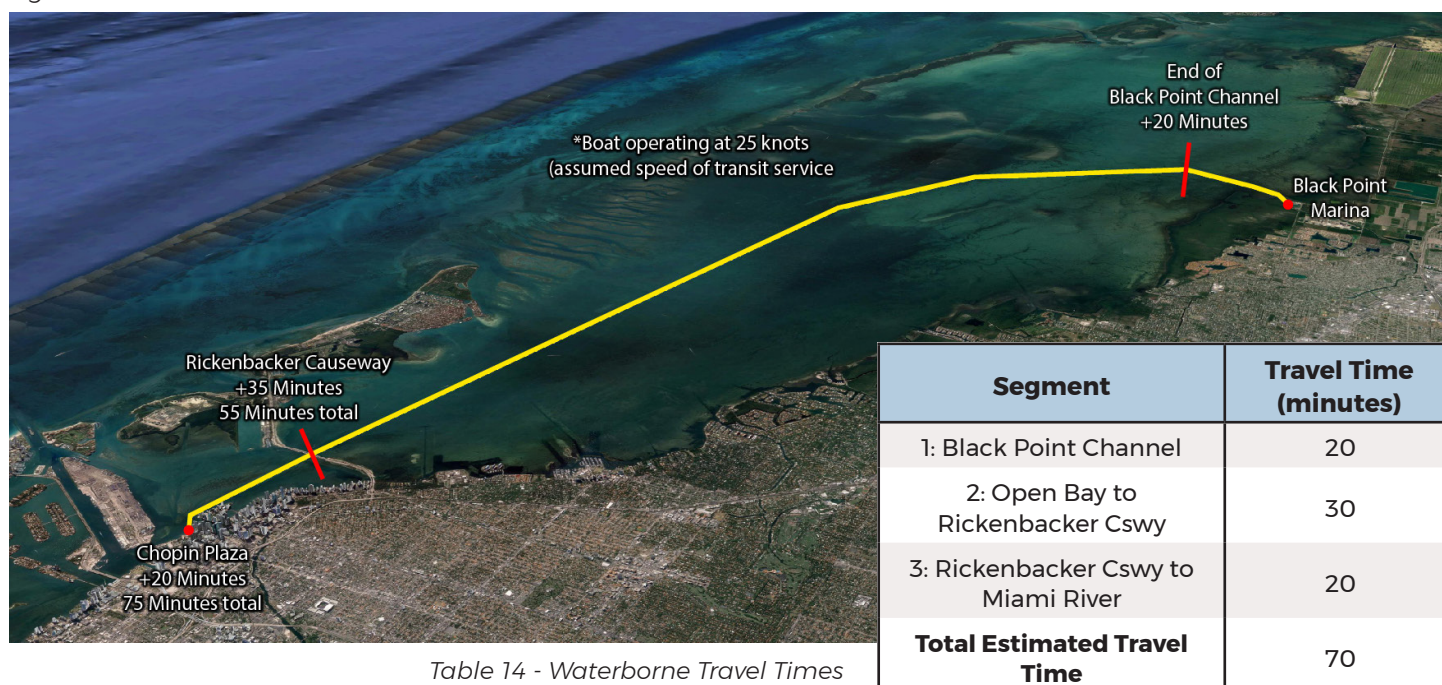 End of
Black Point Channel
+20 Minutes
*Boat operating at 25 knots
(assumed speed of transit service
Black Point
Marina
Rickenbacker Causeway
+35 Minutes
55 Minutes total
Chopin Plaza
+20 Minutes
75 Minutes total
Segment
Travel Time
(minutes)
1: Black Point Channel
20
2: Open Bay to
Rickenbacker Cswy
30
3: Rickenbacker Cswy to
Miami River
20
Total Estimated Travel
Time
70
Table 14 - Waterborne Travel Times